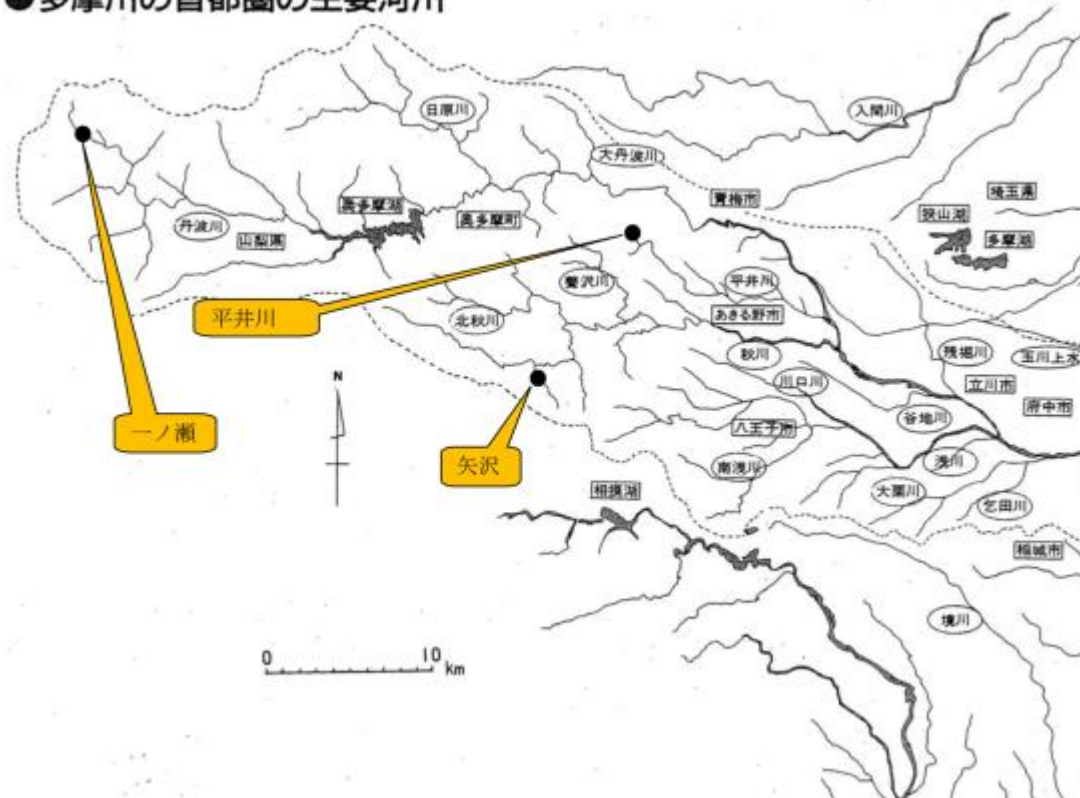 ●多摩川の首都圏の主要河川
日原川
入間川
大丹波川
青梅市
埼玉県
狭山湖
多摩湖
奥多摩湖
奥多摩町
丹波川
山梨県
平井川
養沢川
平井川
あきる野市
北秋川
秋川
残堀川
玉川上水
川口川
立川市
府中市
谷地川
N
一ノ瀬
矢沢
八王子市
南浅川
浅川
大栗川
乞田川
相模湖
稲城市
境川
0 10 km